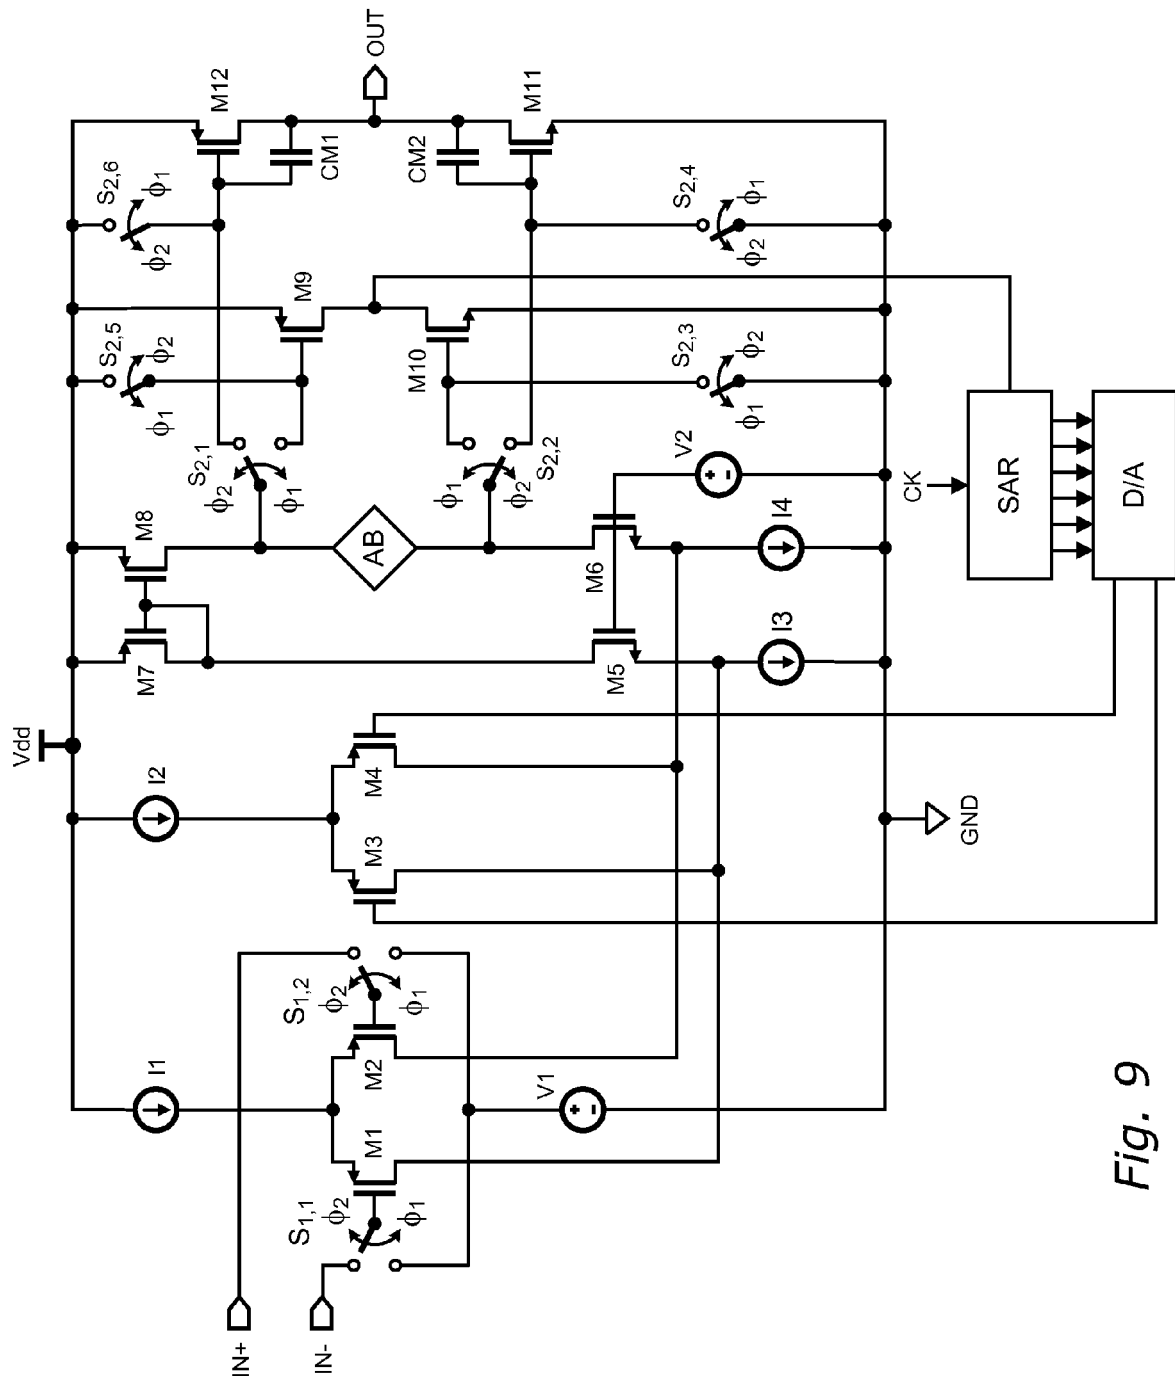 Vdd
I1
I2
M7
M8
S2,5
ϕ1
ϕ2
S2,6
ϕ2
ϕ1
M12
S2,1
ϕ2
ϕ1
M9
CM1
OUT
AB
M10
CM2
M11
ϕ1
ϕ2
S2,2
IN+
IN-
S1,1
ϕ2
ϕ1
M1
M2
S1,2
ϕ2
ϕ1
M3
M4
M5
M6
V2
+
-
S2,3
ϕ1
ϕ2
S2,4
ϕ2
ϕ1
V1
+
-
I3
I4
GND
CK
SAR
D/A
Fig. 9